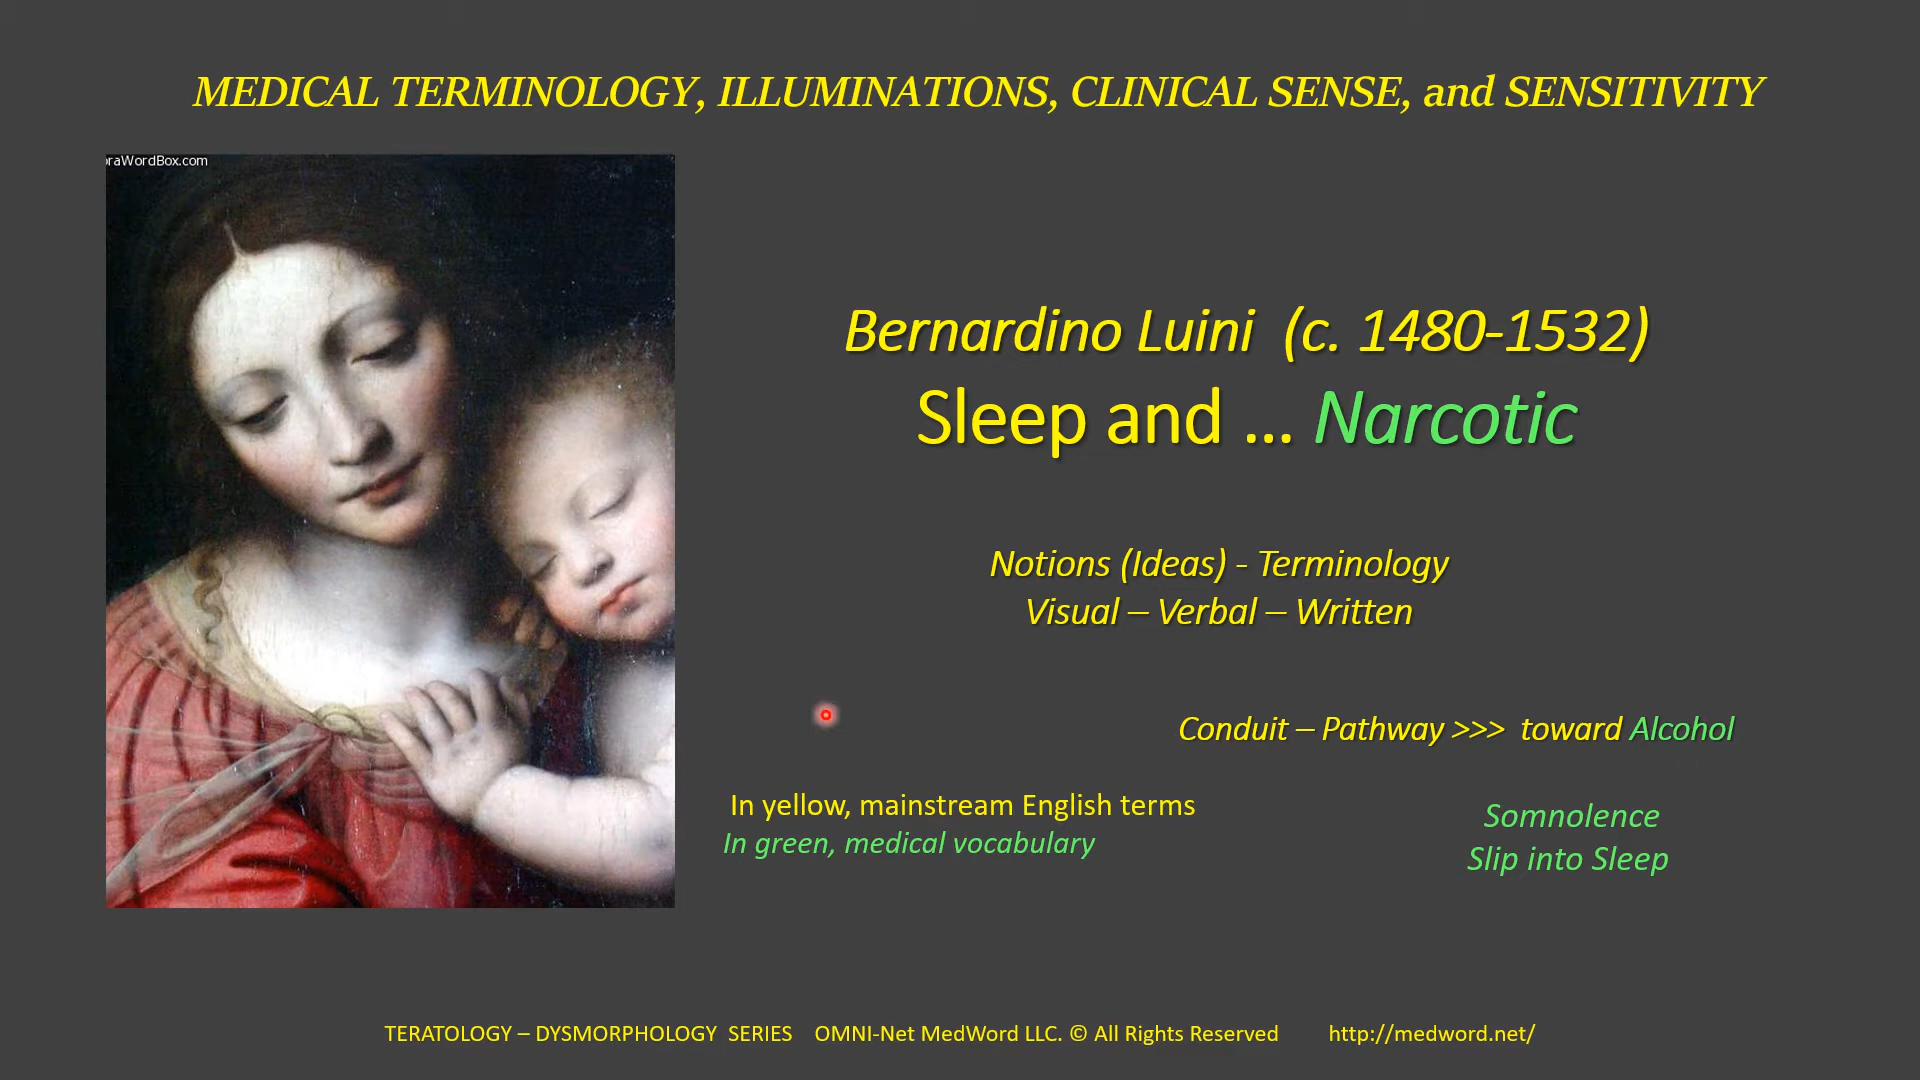 MEDICAL TERMINOLOGY, ILLUMINATIONS, CLINICAL SENSE, and SENSITIVITY
raWordBox.com
Bernardino Luini (c. 1480-1532)
Sleep and ... Narcotic
Notions (Ideas) - Terminology
Visual – Verbal – Written
Conduit – Pathway >>> toward Alcohol
In yellow, mainstream English terms
In green, medical vocabulary
Somnolence
Slip into Sleep
TERATOLOGY – DYSMORPHOLOGY SERIES OMNI-Net MedWord LLC. © All Rights Reserved http://medword.net/